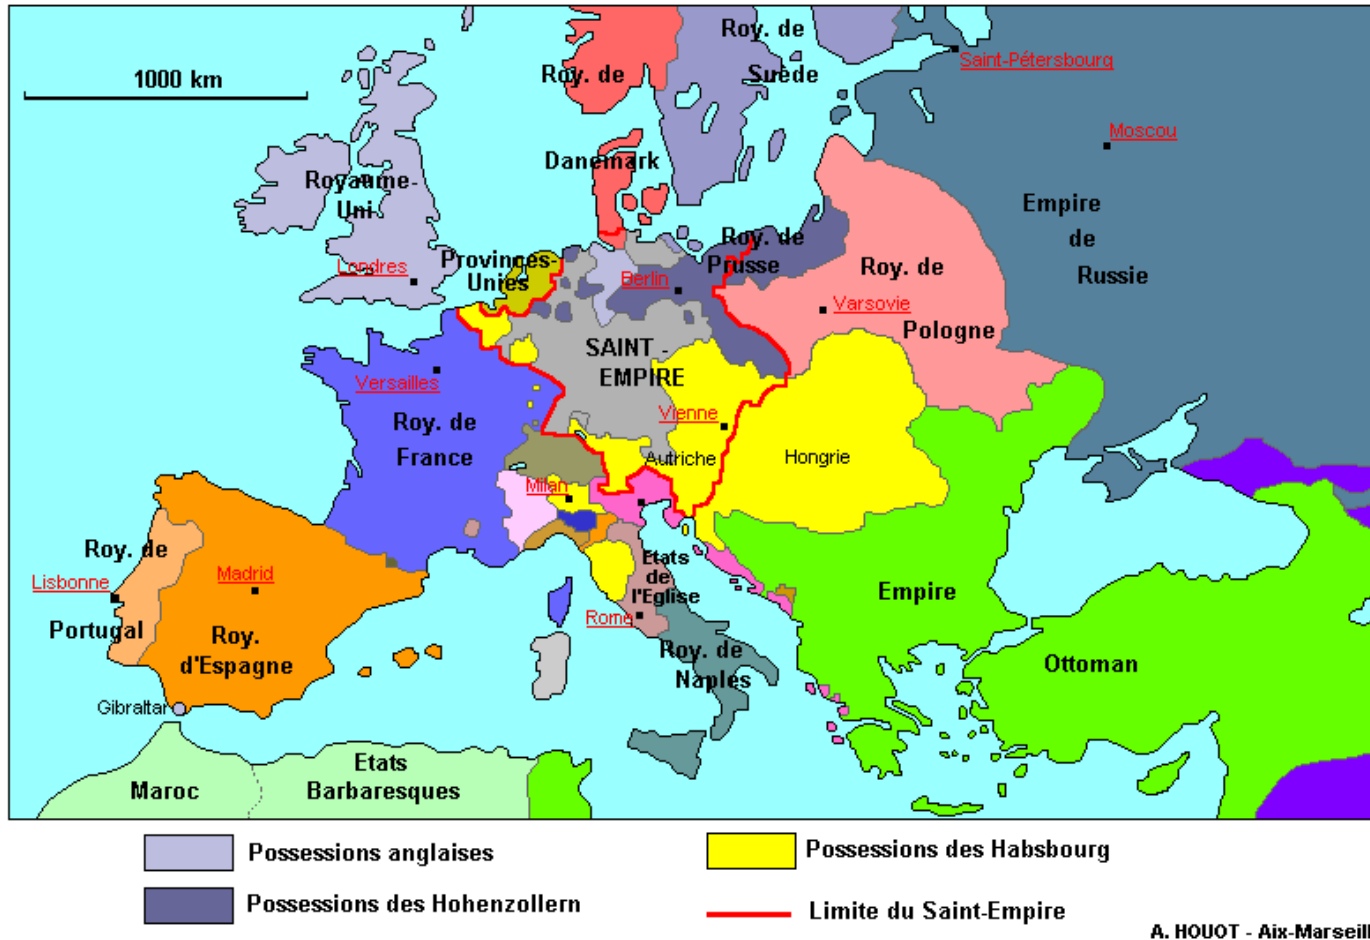 1000 km
Roy. de
Suède
Roy. de
Danemark
Saint-Pétersbourg
Moscou
Empire
de
Russie
Royaume-
Uni
Londres
Provinces-
Unies
Roy. de
Prusse
Berlin
Roy. de
Pologne
Varsovie
SAINT -
EMPIRE
Versailles
Roy. de
France
Vienne
Autriche
Hongrie
Milan
Roy. de
Portugal
Lisbonne
Madrid
Roy.
d'Espagne
Gibraltar
Etats
de
l'Eglise
Rome
Roy. de
Naples
Empire
Ottoman
Maroc
Etats
Barbaresques
Possessions anglaises
Possessions des Habsbourg
Possessions des Hohenzollern
Limite du Saint-Empire
A. HOUOT - Aix-Marseill